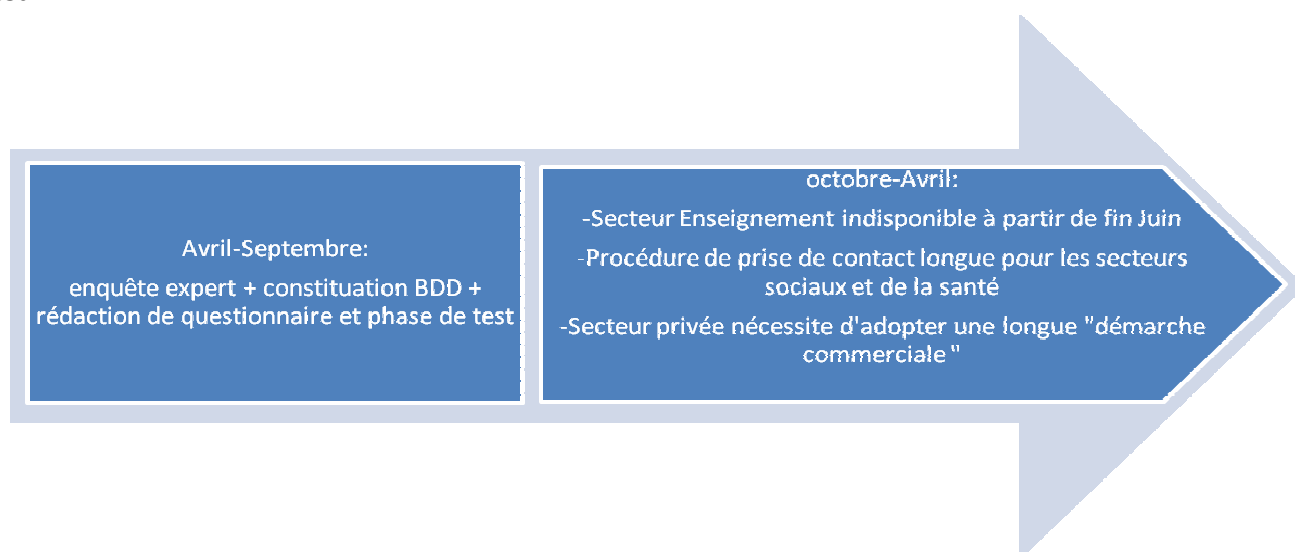 Avril-Septembre:
enquête expert + constituation BDD +
rédaction de questionnaire et phase de test
octobre-Avril:
-Secteur Enseignement indisponible à partir de fin Juin
-Procédure de prise de contact longue pour les secteurs
sociaux et de la santé
-Secteur privée nécessite d'adopter une longue "démarche
commerciale"